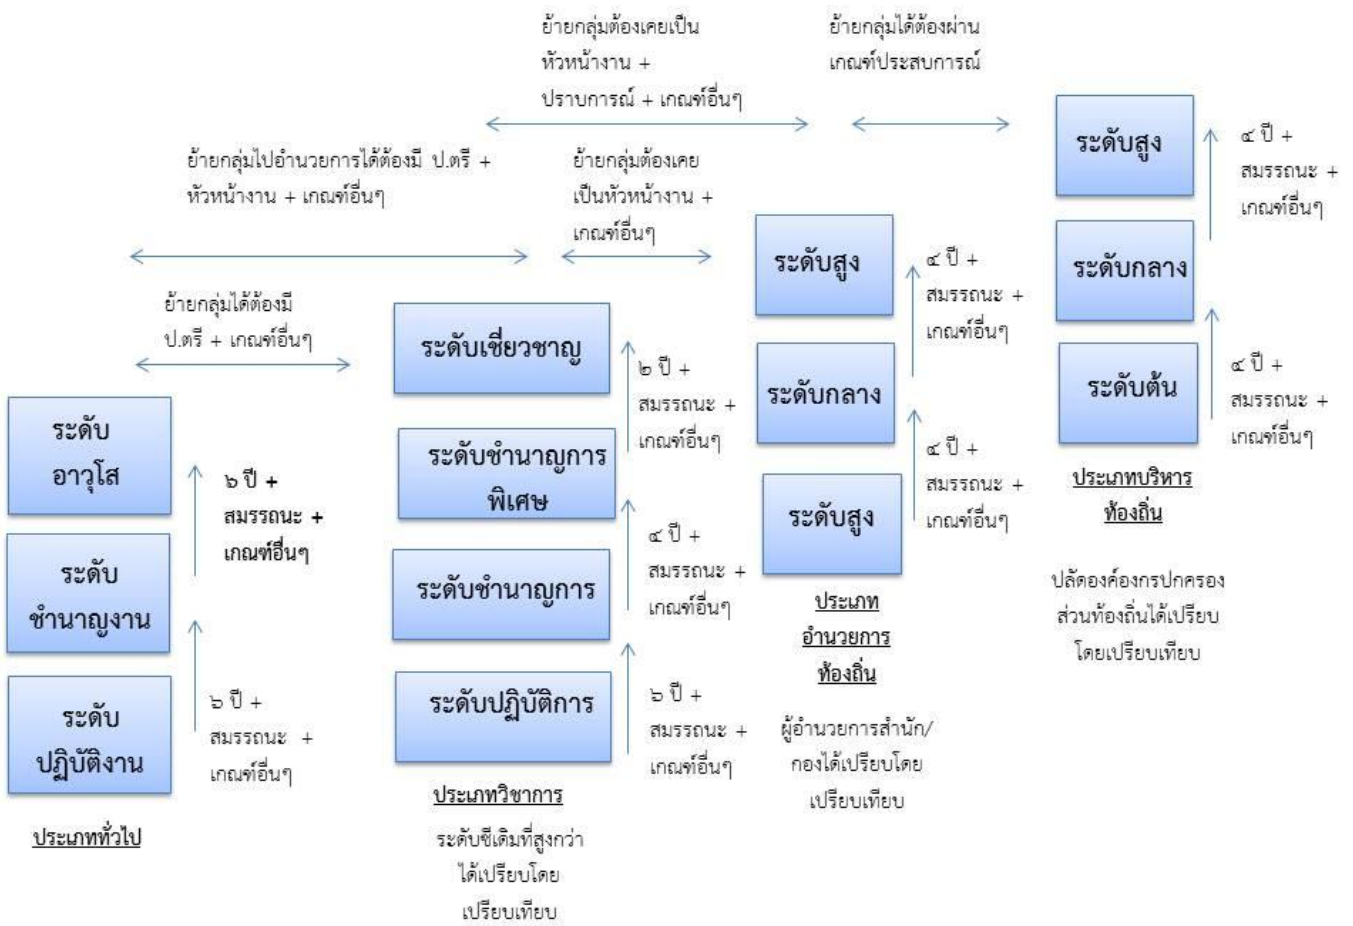 ย้ายกลุ่มต้องเคยเป็น
หัวหน้างาน +
ปราบการณ์ + เกณฑ์อื่นๆ
ย้ายกลุ่มได้ต้องผ่าน
เกณฑ์ประสบการณ์
ย้ายกลุ่มไปอำนวยการได้ต้องมี ป.ตรี +
หัวหน้างาน + เกณฑ์อื่นๆ
ย้ายกลุ่มต้องเคย
เป็นหัวหน้างาน +
เกณฑ์อื่นๆ
ย้ายกลุ่มได้ต้องมี
ป.ตรี + เกณฑ์อื่นๆ
ระดับ
อาวุโส
๖ ปี +
สมรรถนะ +
เกณฑ์อื่นๆ
ระดับ
ชำนาญงาน
๖ ปี +
สมรรถนะ +
เกณฑ์อื่นๆ
ระดับ
ปฏิบัติงาน
ประเภททั่วไป
ระดับเชี่ยวชาญ
๒ ปี +
สมรรถนะ +
เกณฑ์อื่นๆ
ระดับชำนาญการ
พิเศษ
๔ ปี +
สมรรถนะ +
เกณฑ์อื่นๆ
ระดับชำนาญการ
๖ ปี +
สมรรถนะ +
เกณฑ์อื่นๆ
ระดับปฏิบัติการ
ประเภทวิชาการ
ระดับซีเดิมที่สูงกว่า
ได้เปรียบโดย
เปรียบเทียบ
ระดับสูง
๔ ปี +
สมรรถนะ +
เกณฑ์อื่นๆ
ระดับกลาง
๔ ปี +
สมรรถนะ +
เกณฑ์อื่นๆ
ระดับสูง
ประเภท
อำนวยการ
ท้องถิ่น
ผู้อำนวยการสำนัก/
กองได้เปรียบโดย
เปรียบเทียบ
ระดับสูง
๔ ปี +
สมรรถนะ +
เกณฑ์อื่นๆ
ระดับกลาง
๔ ปี +
สมรรถนะ +
เกณฑ์อื่นๆ
ระดับต้น
ประเภทบริหาร
ท้องถิ่น
ปลัดองค์องกรปกครอง
ส่วนท้องถิ่นได้เปรียบ
โดยเปรียบเทียบ